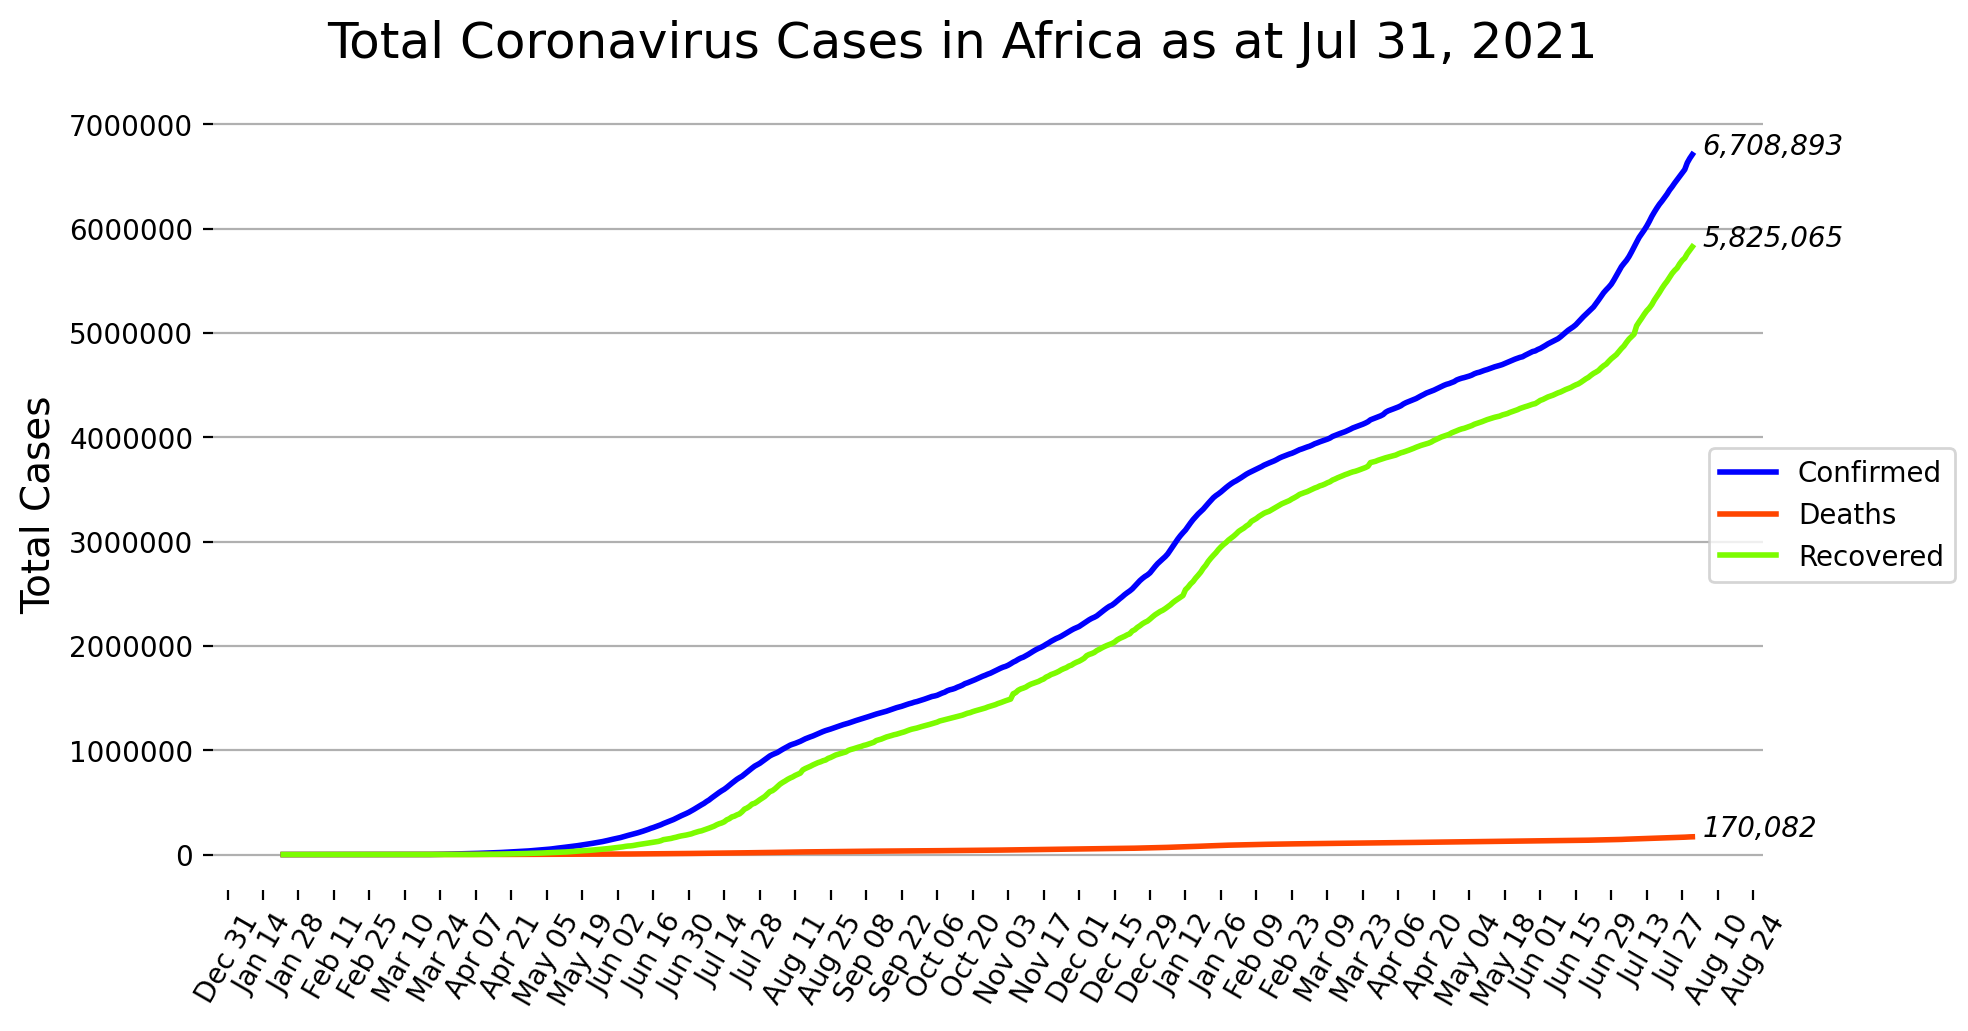 Total Coronavirus Cases in Africa as at Jul 31, 2021
Total Cases
7000000
6000000
5000000
4000000
3000000
2000000
1000000
0
6,708,893
5,825,065
170,082
Confirmed
Deaths
Recovered
Dec 31
Jan 14
Jan 28
Feb 11
Feb 25
Mar 10
Mar 24
Apr 07
Apr 21
May 05
May 19
Jun 02
Jun 16
Jun 30
Jul 14
Jul 28
Aug 11
Aug 25
Sep 08
Sep 22
Oct 06
Oct 20
Nov 03
Nov 17
Dec 01
Dec 15
Dec 29
Dec 12
Jan 26
Jan 26
Feb 09
Feb 23
Mar 09
Mar 23
Apr 06
Apr 20
May 04
May 18
May 01
Jun 01
Jun 15
Jun 29
Jul 13
Jul 27
Aug 10
Aug 24